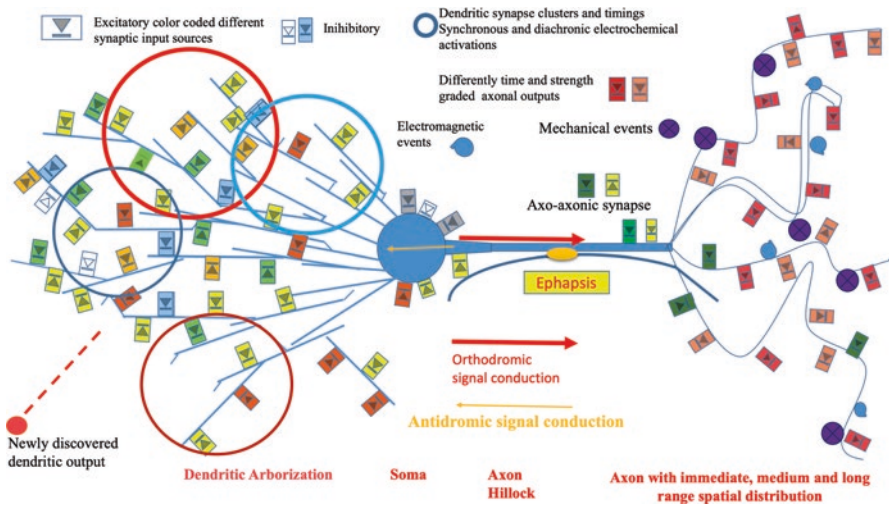 Excitatory color coded different
synaptic input sources
Inihibitory
Dendritic synapse clusters and timings
Synchronous and diachronic electrochemical
activations
Differently time and strength
graded axonal outputs
Electromagnetic
events
Mechanical events
Axo-axonic synapse
Ephapsis
Orthodromic
signal conduction
Antidromic signal conduction
Newly discovered
dendritic output
Dendritic Arborization
Soma
Axon
Hillock
Axon with immediate, medium and long
range spatial distribution